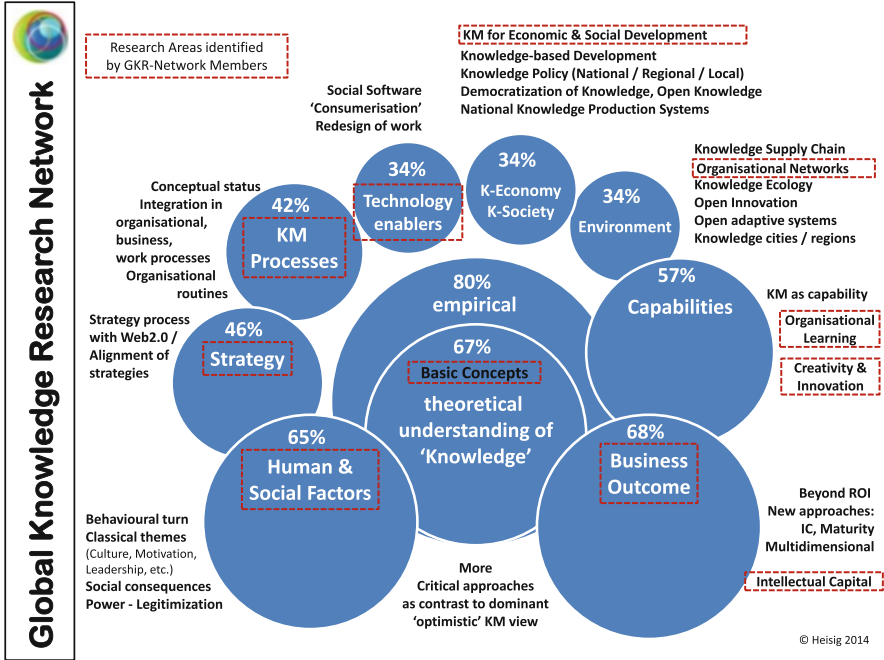 Global Knowledge Research Network
Research Areas identified
by GKR-Network Members
KM for Economic & Social Development
Knowledge-based Development
Knowledge Policy (National / Regional / Local)
Democratization of Knowledge, Open Knowledge
National Knowledge Production Systems
Social Software
‘Consumerisation’
Redesign of work
34%
Technology
enablers
34%
K-Economy
K-Society
34%
Environment
Knowledge Supply Chain
Organisational Networks
Knowledge Ecology
Open Innovation
Open adaptive systems
Knowledge cities / regions
Conceptual status
Integration in
organisational,
business,
work processes
Organisational
routines
42%
KM
Processes
80%
empirical
57%
Capabilities
KM as capability
Organisational
Learning
Creativity &
Innovation
Strategy process
with Web2.0 /
Alignment of
strategies
46%
Strategy
67%
Basic Concepts
theoretical
understanding of
‘Knowledge’
65%
Human &
Social Factors
68%
Business
Outcome
Behavioural turn
Classical themes
(Culture, Motivation,
Leadership, etc.)
Social consequences
Power - Legitimization
More
Critical approaches
as contrast to dominant
‘optimistic’ KM view
Beyond ROI
New approaches:
IC, Maturity
Multidimensional
Intellectual Capital
© Heisig 2014